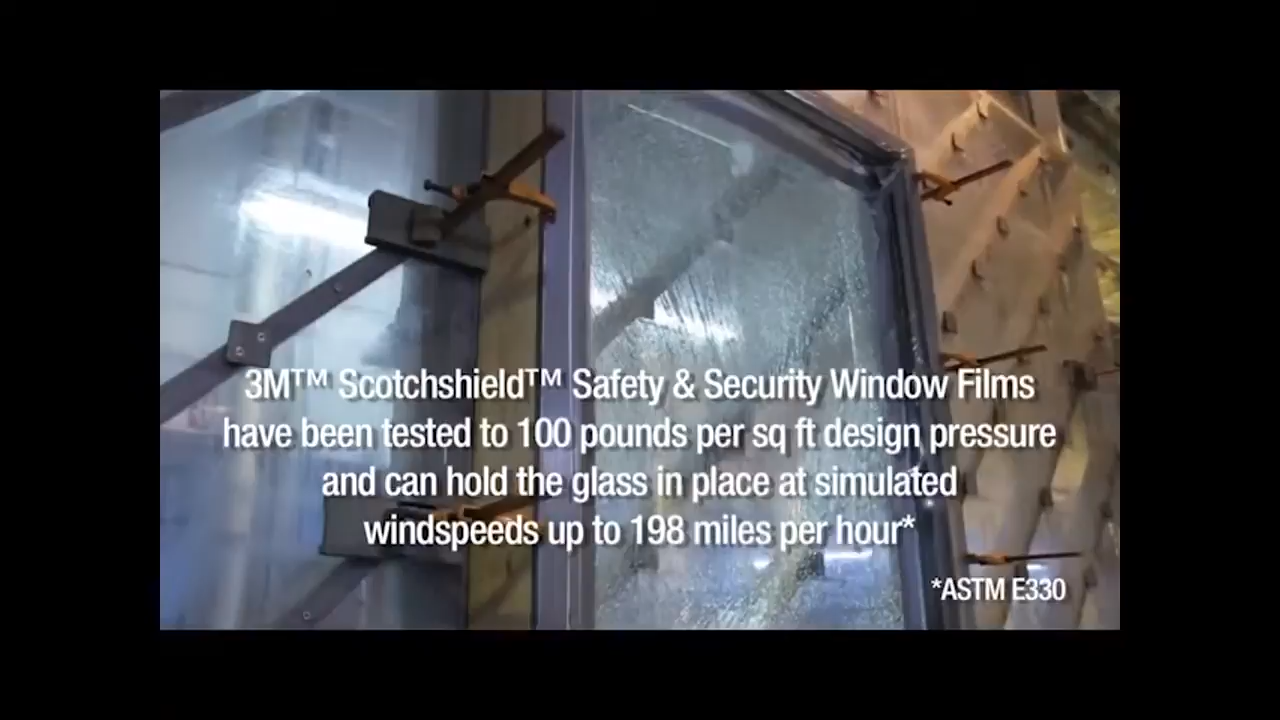 3M™ Scotchshield™ Safety & Security Window Films
have been tested to 100 pounds per sq ft design pressure
and can hold the glass in place at simulated
windspeeds up to 198 miles per hour*
*ASTM E330